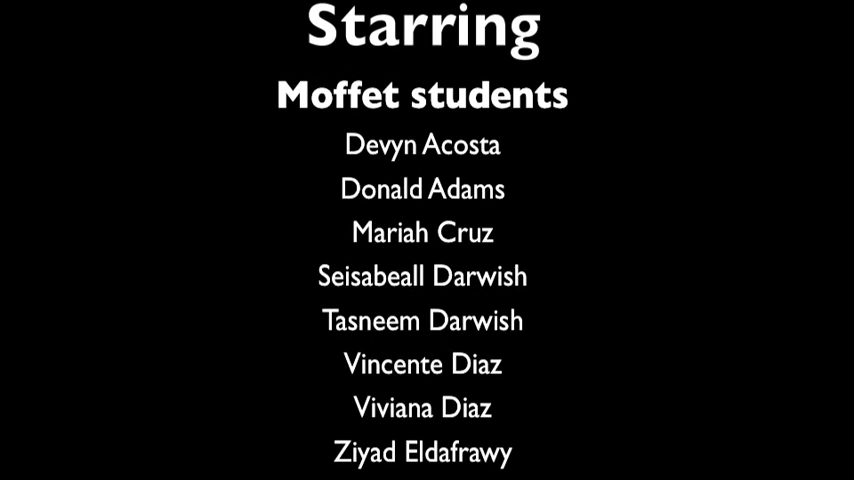 Starring
Moffet students
Devyn Acosta
Donald Adams
Mariah Cruz
Seisabeall Darwish
Tasneem Darwish
Vincente Diaz
Viviana Diaz
Ziyad Eldafrawy